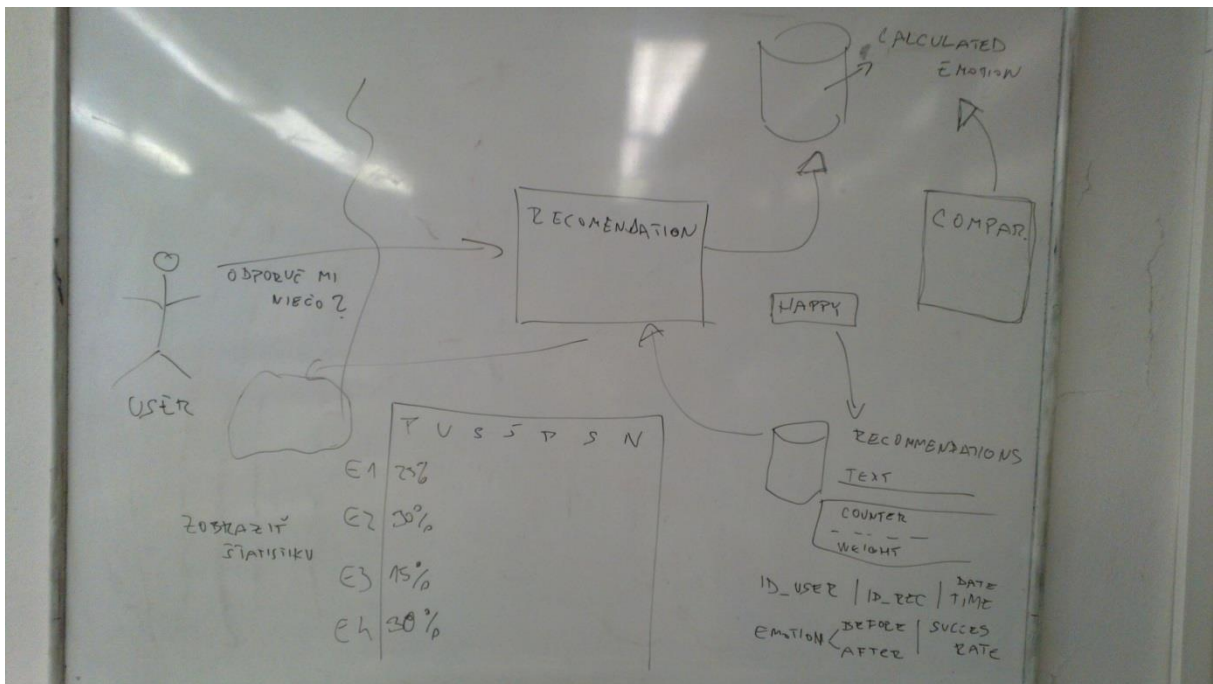 CALCULATED
EMOTION
RECOMENDATION
COMPAR.
ODPORUČ MI
NIEČO?
HAPPY
USER
RECOMMENDATIONS
TEXT
COUNTER
WEIGHT
P U S Š P S N
E1 25%
E2 30%
E3 15%
E4 30%
ZOBRAZIŤ
ŠTATISTIKU
ID_USER | ID_REC | DATE
TIME
EMOTION < BEFORE | SUCCES
AFTER RATE